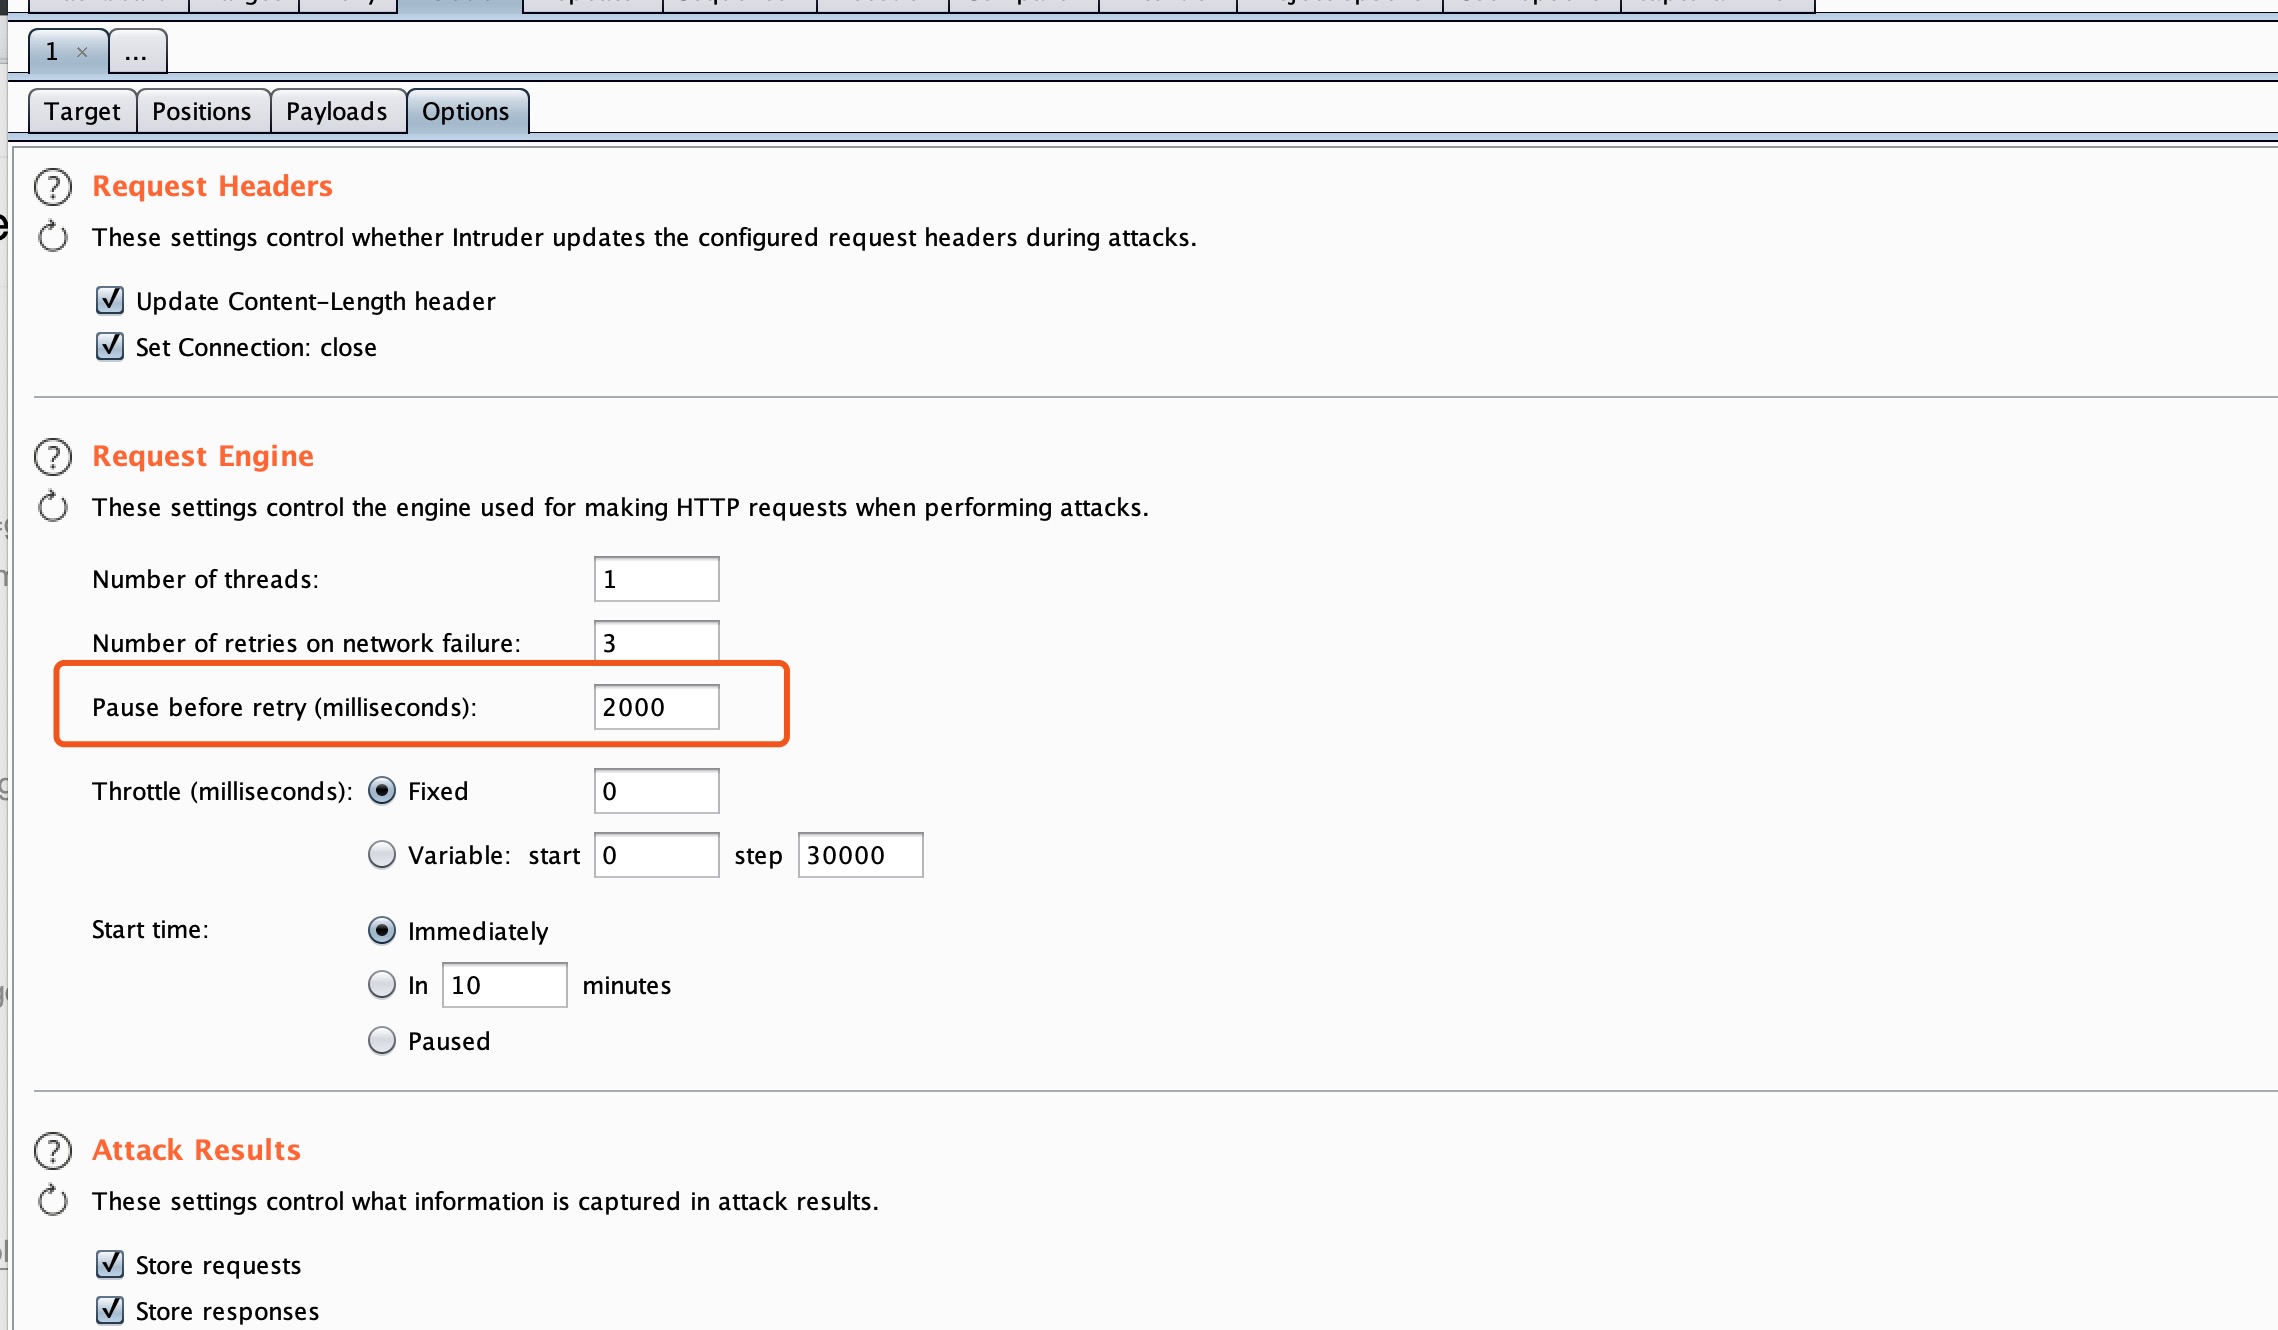 1 ×
...
Target
Positions
Payloads
Options
Request Headers
These settings control whether Intruder updates the configured request headers during attacks.
Update Content-Length header
Set Connection: close
Request Engine
These settings control the engine used for making HTTP requests when performing attacks.
Number of threads: 1
Number of retries on network failure: 3
Pause before retry (milliseconds): 2000
Throttle (milliseconds): Fixed 0
Variable: start 0 step 30000
Start time: Immediately
In 10 minutes
Paused
Attack Results
These settings control what information is captured in attack results.
Store requests
Store responses